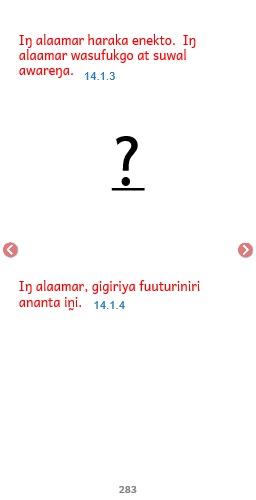 Iŋ alaamar haraka enekto. Iŋ
alaamar wasufukgo at suwal
awareŋa. 14.1.3
?
Iŋ alaamar, gigiriya fuuturiniri
ananta iṉi. 14.1.4
283